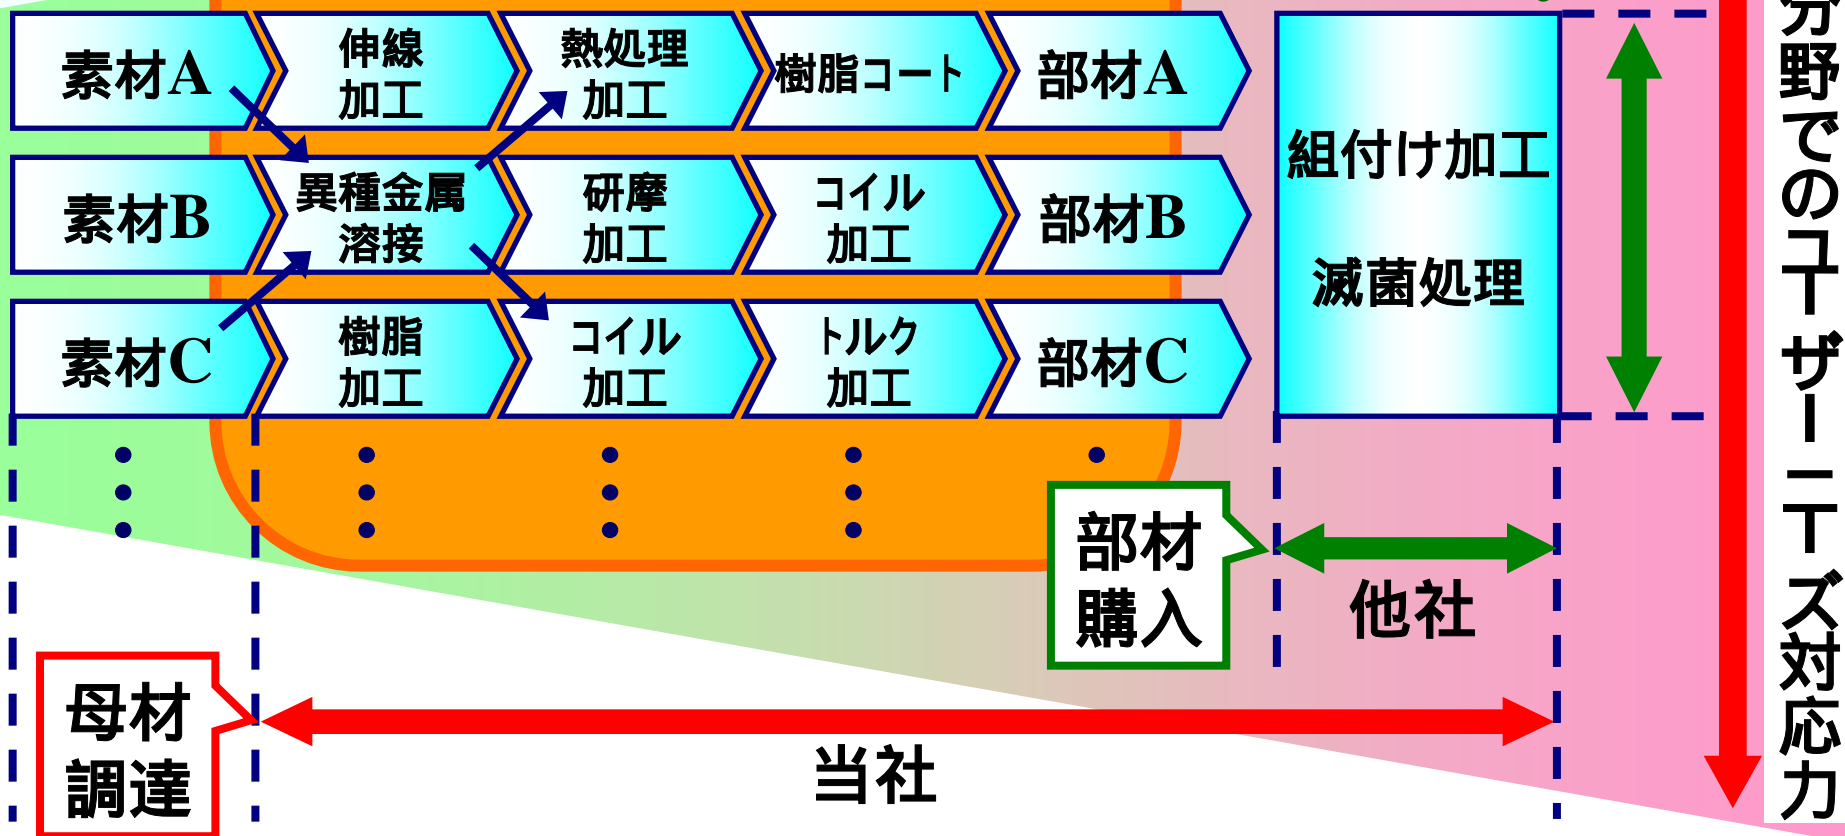 素材A
伸線
加工
熱処理
加工
樹脂コート
部材A
素材B
異種金属
溶接
研摩
加工
コイル
加工
部材B
素材C
樹脂
加工
コイル
加工
トルク
加工
部材C
組付け加工
滅菌処理
部材
購入
他社
母材
調達
当社
分野でのユーザーニーズ対応力